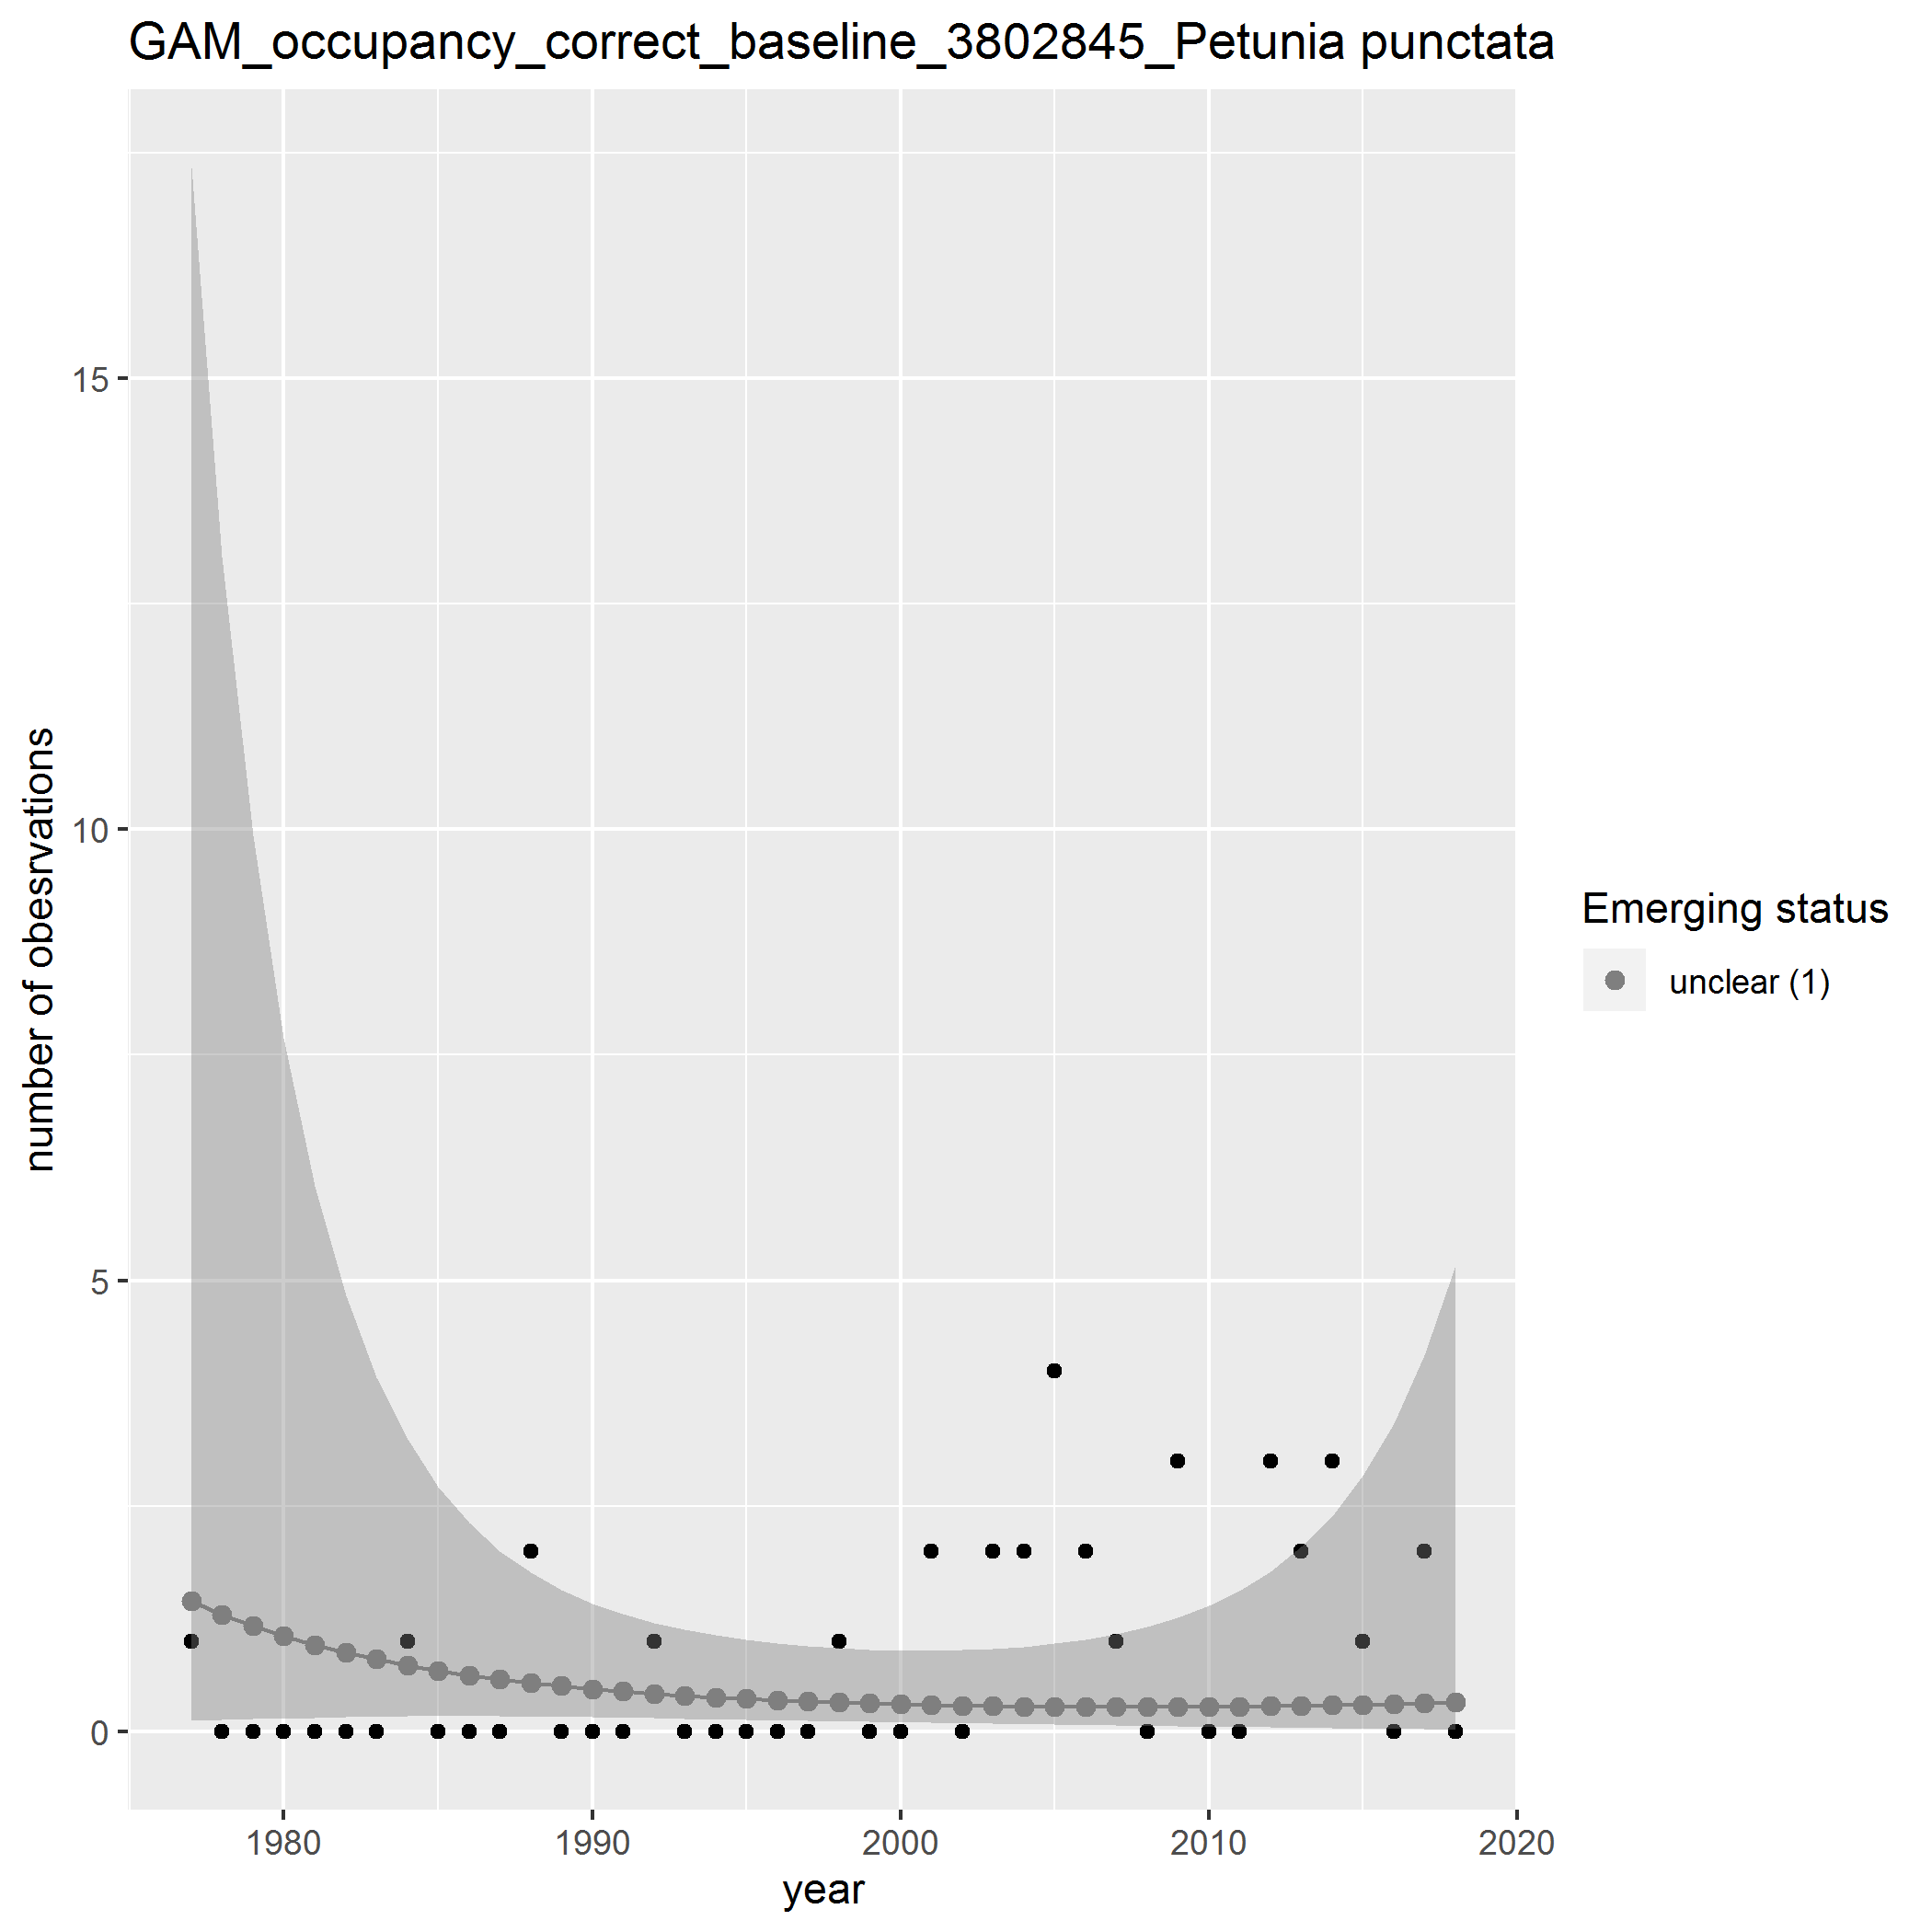 GAM_occupancy_correct_baseline_3802845_Petunia punctata
number of obesrvations
15
10
5
0
1980
1990
2000
2010
2020
year
Emerging status
unclear (1)